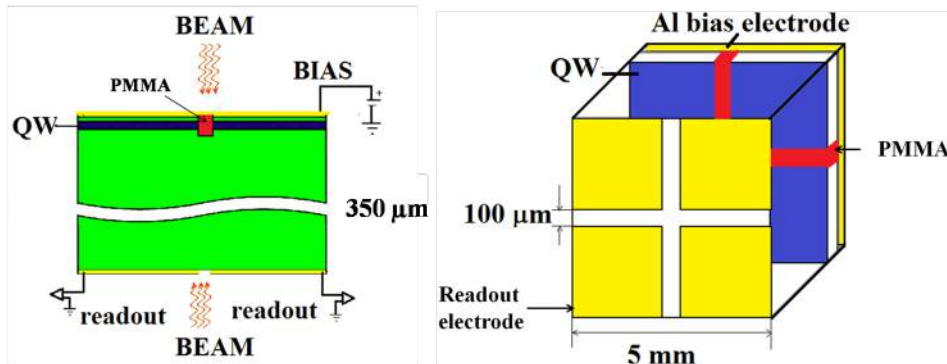 BEAM
BIAS
PMMA
+
QW
350 μm
readout
readout
BEAM
Al bias electrode
QW
PMMA
100 μm
Readout
electrode
5 mm